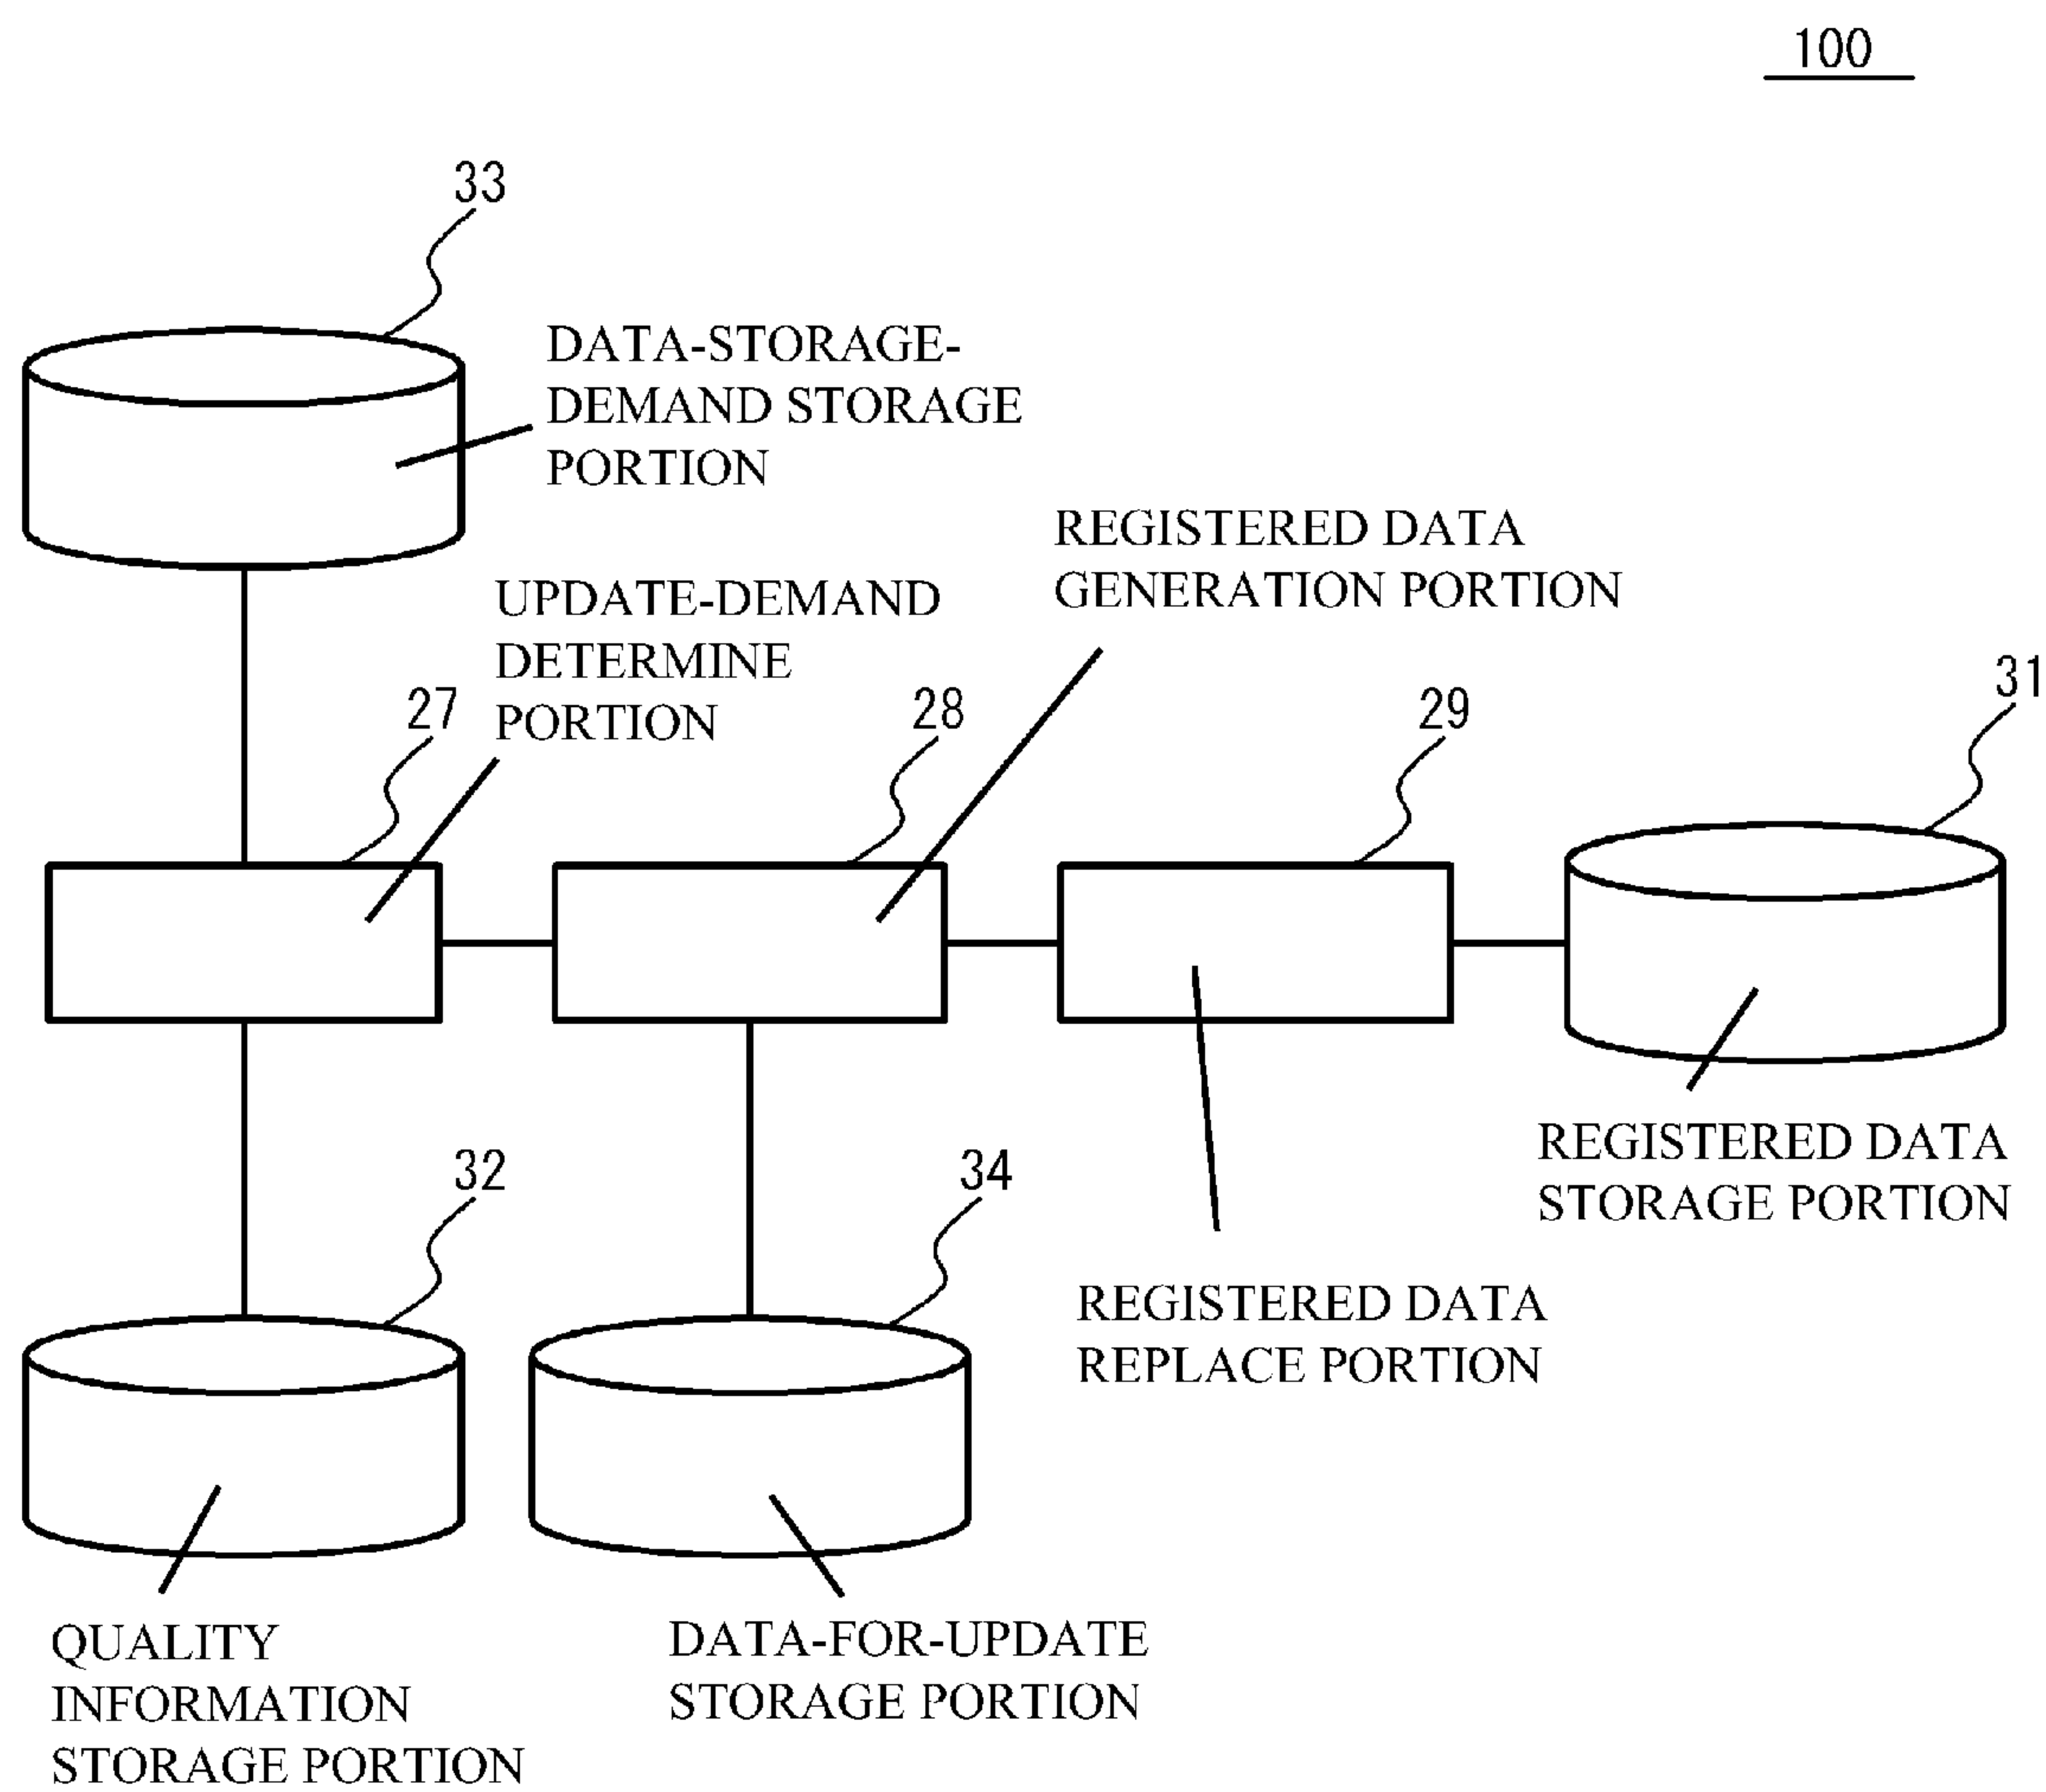 100
33
DATA-STORAGE-
DEMAND STORAGE
PORTION
REGISTERED DATA
GENERATION PORTION
UPDATE-DEMAND
DETERMINE
PORTION
27
28
29
31
REGISTERED DATA
STORAGE PORTION
32
34
REGISTERED DATA
REPLACE PORTION
QUALITY
INFORMATION
STORAGE PORTION
DATA-FOR-UPDATE
STORAGE PORTION